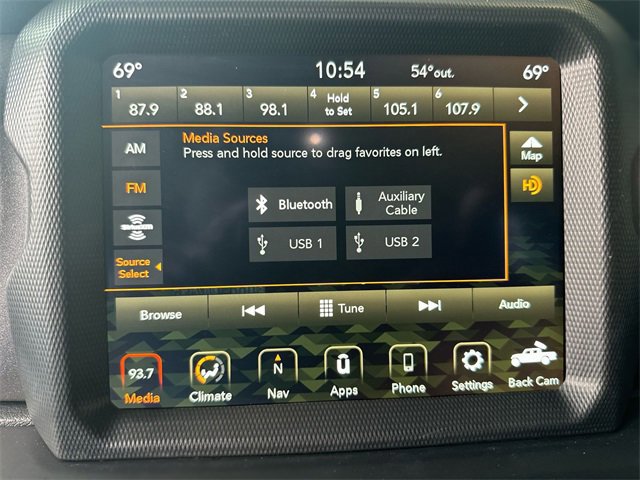 69° 10:54 54°out. 69°
1 87.9 2 88.1 3 98.1 4 Hold to Set 5 105.1 6 107.9
AM
FM
SiriusXM
Source
Select
Media Sources
Press and hold source to drag favorites on left.
Bluetooth
Auxiliary
Cable
USB 1
USB 2
Map
HD
Browse
Tune
Audio
93.7
N
Media
Climate
Nav
Apps
Phone
Settings
Back Cam